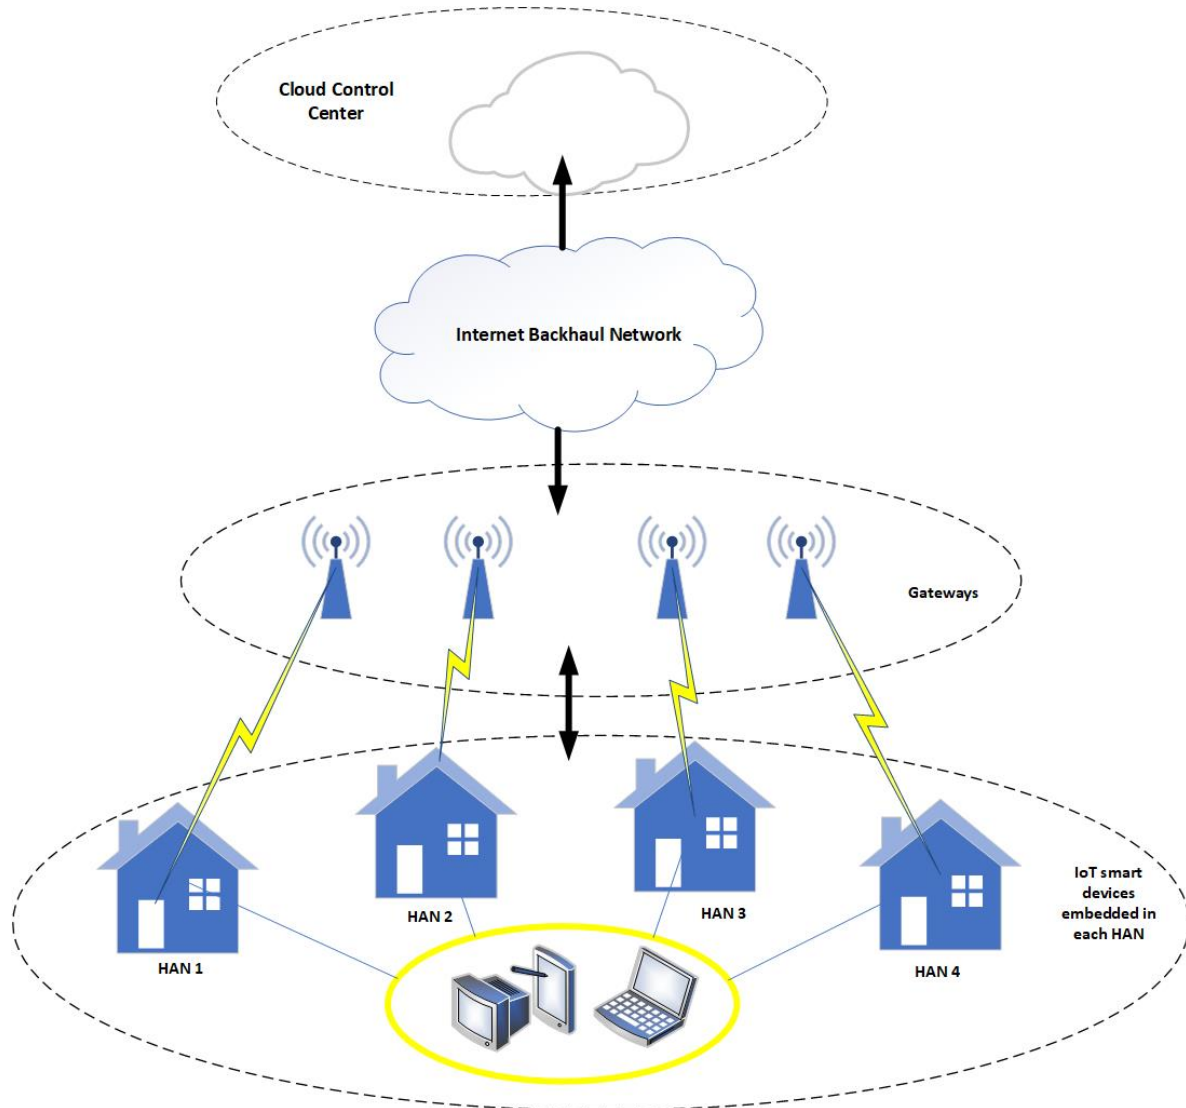 Cloud Control
Center
Internet Backhaul Network
Gateways
IoT smart
devices
embedded in
each HAN
HAN 1
HAN 2
HAN 3
HAN 4